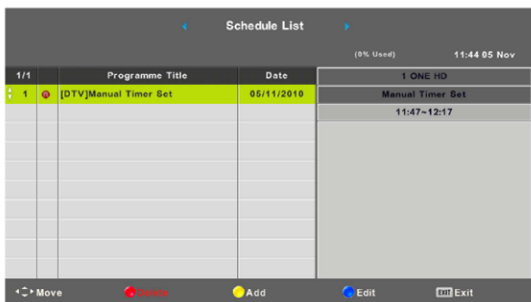 Schedule List
(0% Used) 11:44 05 Nov
1/1 Programme Title Date 1 ONE HD
1 [DTV]Manual Timer Set 05/11/2010 Manual Timer Set
11:47~12:17
Move Delete Add Edit EXIT Exit